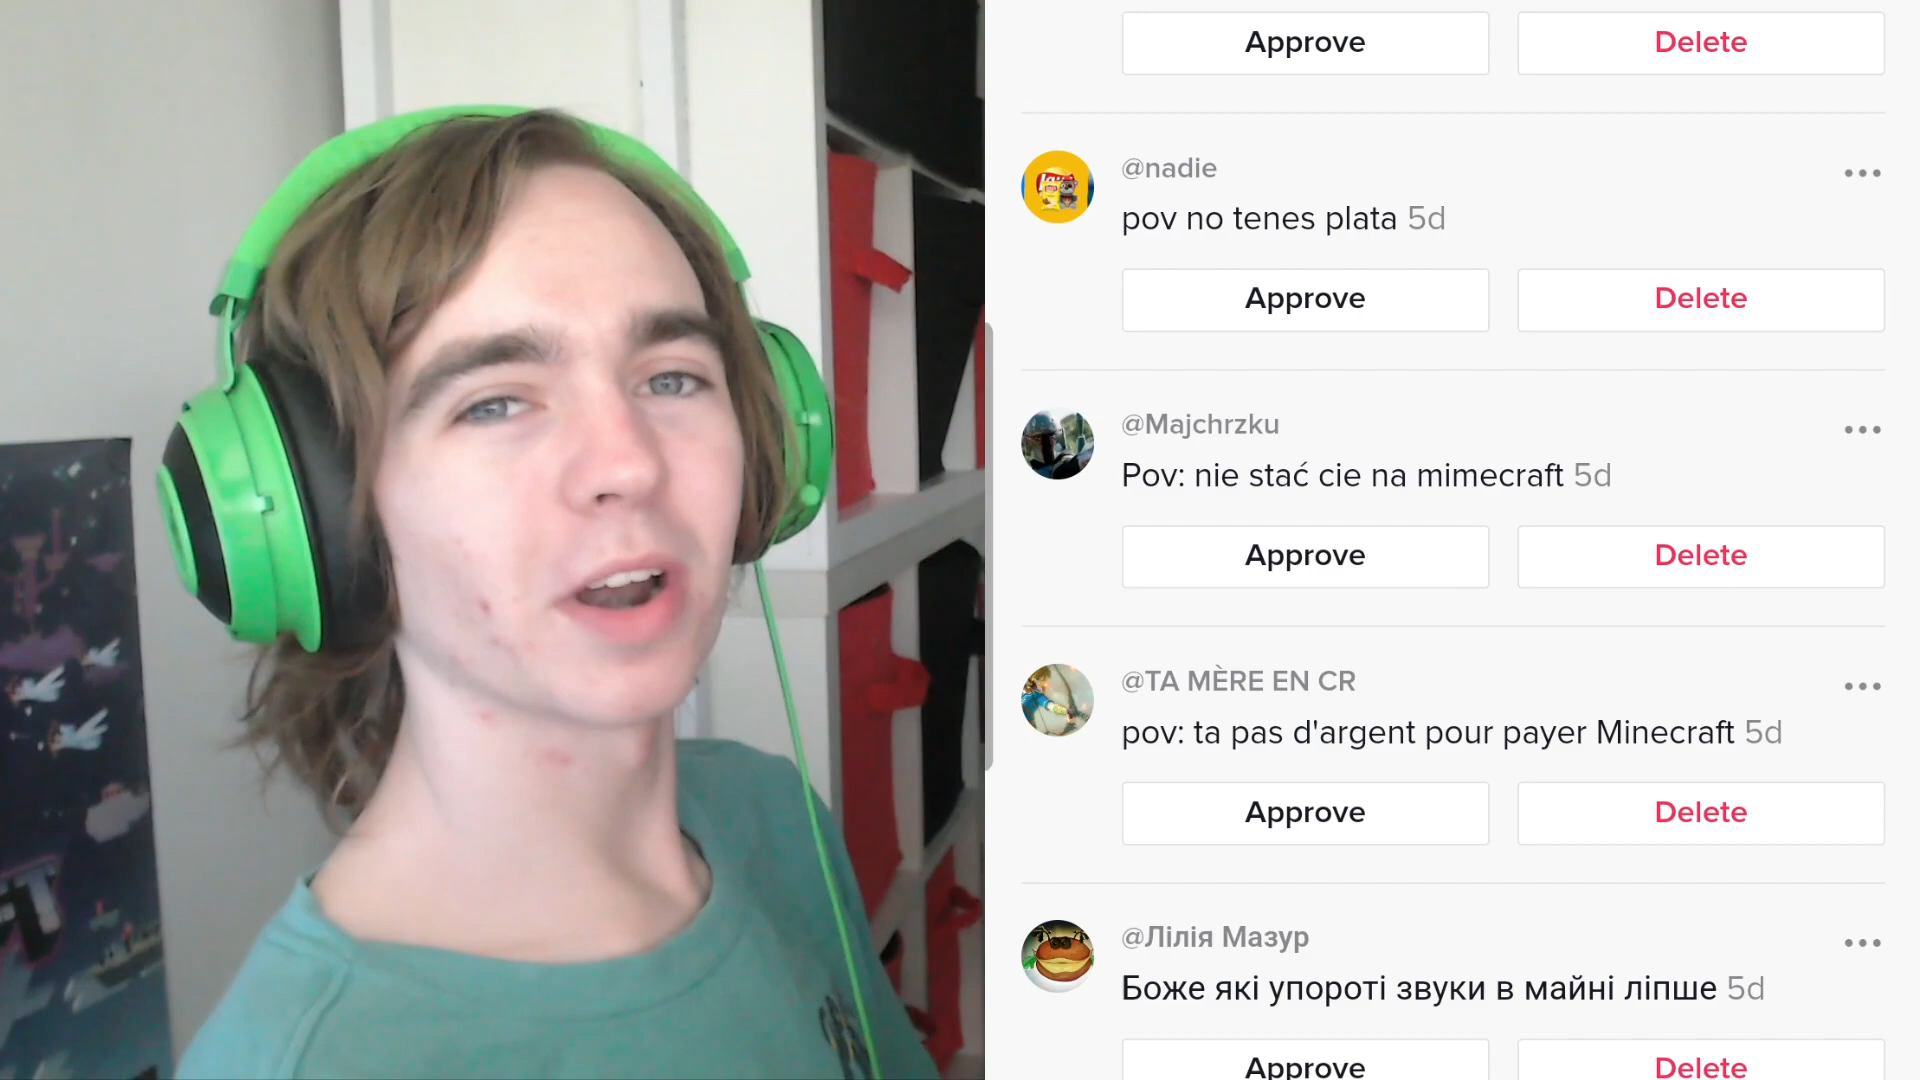 Approve Delete
@nadie
pov no tenes plata 5d
Approve Delete
@Majchrzku
Pov: nie stać cie na mimecraft 5d
Approve Delete
@TA MÈRE EN CR
pov: ta pas d'argent pour payer Minecraft 5d
Approve Delete
@Лілія Мазур
Боже які упороті звуки в майні ліпше 5d
Approve Delete